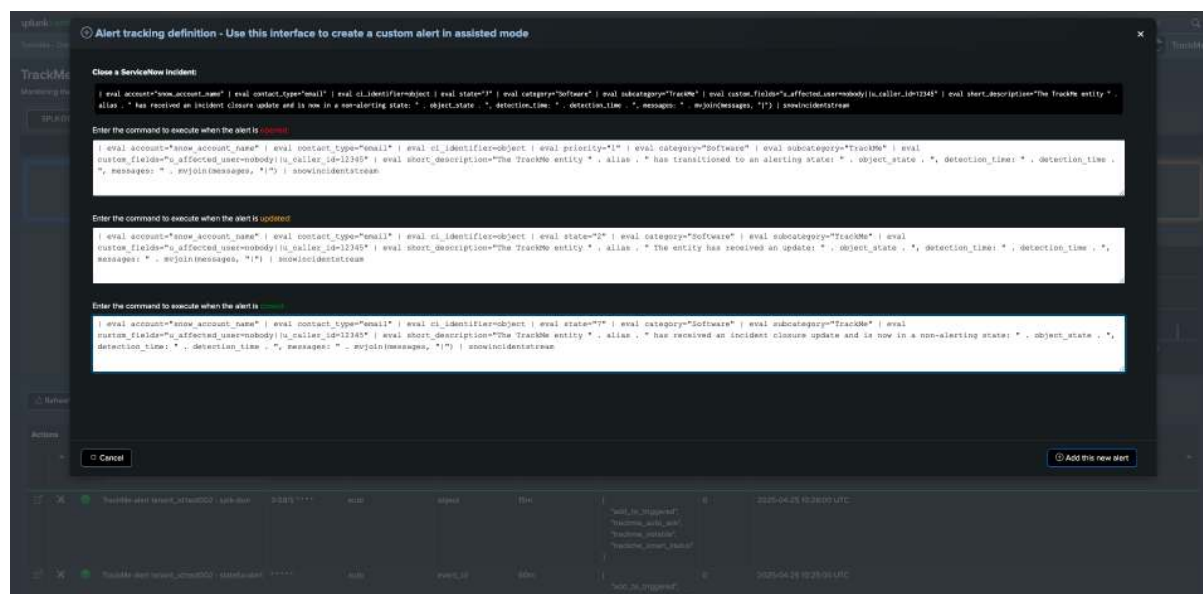 splunk
Alert tracking definition - Use this interface to create a custom alert in assisted mode
TrackMe
Close a ServiceNow incident:
| eval account="snow_account_name" | eval contact_type="email" | eval ci_identifier=object | eval state="7" | eval category="Software" | eval subcategory="TrackMe" | eval custom_fields="u_affected_user=nobody||u_caller_id=12345" | eval short_description="The TrackMe entity " .
alias . " has received an incident closure update and is now in a non-alerting state: " . object_state . ", detection_time: " . detection_time . ", messages: " . mvjoin(messages, "|") | snowincidentstream
Enter the command to execute when the alert is opened:
| eval account="snow_account_name" | eval contact_type="email" | eval ci_identifier=object | eval priority="1" | eval category="Software" | eval subcategory="TrackMe" | eval
custom_fields="u_affected_user=nobody||u_caller_id=12345" | eval short_description="The TrackMe entity " . alias . " has transitioned to an alerting state: " . object_state . ", detection_time: " . detection_time .
", messages: " . mvjoin(messages, "|") | snowincidentstream
Enter the command to execute when the alert is updated:
| eval account="snow_account_name" | eval contact_type="email" | eval ci_identifier=object | eval state="2" | eval category="Software" | eval subcategory="TrackMe" | eval
custom_fields="u_affected_user=nobody||u_caller_id=12345" | eval short_description="The TrackMe entity " . alias . " The entity has received an update: " . object_state . ", detection_time: " . detection_time . ",
messages: " . mvjoin(messages, "|") | snowincidentstream
Enter the command to execute when the alert is closed:
| eval account="snow_account_name" | eval contact_type="email" | eval ci_identifier=object | eval state="7" | eval category="Software" | eval subcategory="TrackMe" | eval
custom_fields="u_affected_user=nobody||u_caller_id=12345" | eval short_description="The TrackMe entity " . alias . " has received an incident closure update and is now in a non-alerting state: " . object_state . ",
detection_time: " . detection_time . ", messages: " . mvjoin(messages, "|") | snowincidentstream
Actions
Cancel
Add this new alert